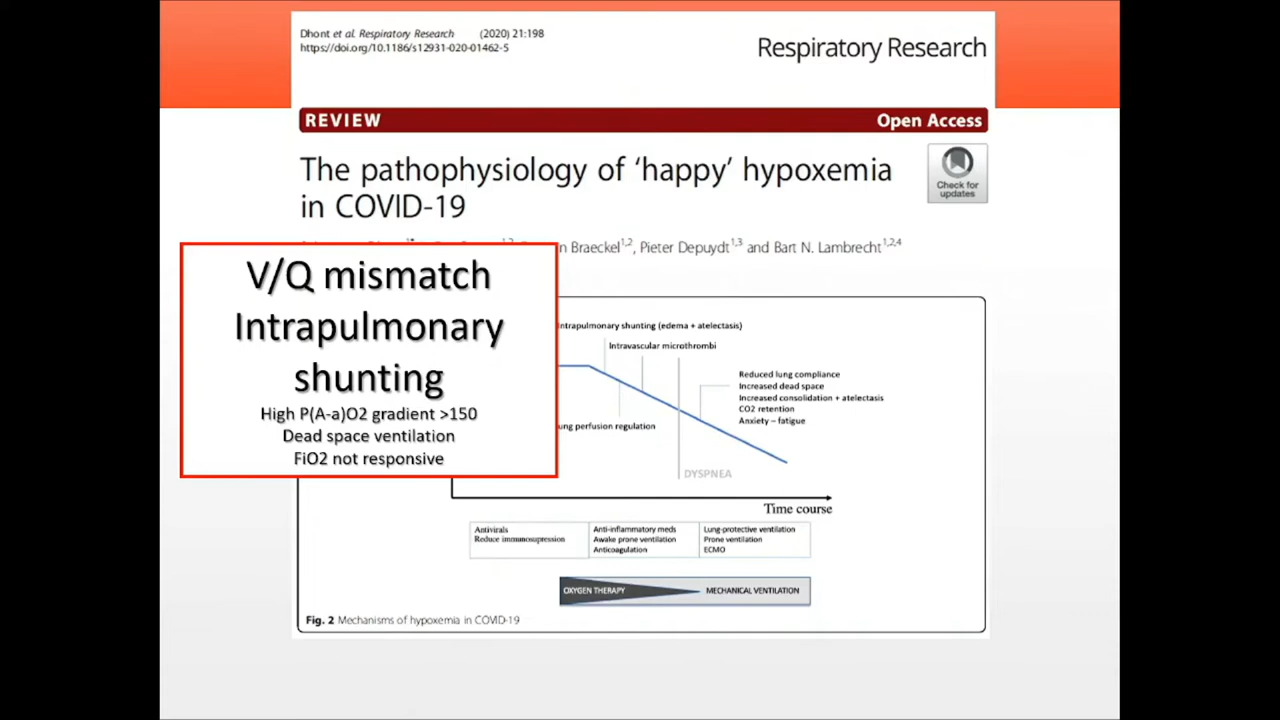 Dhont et al. Respiratory Research (2020) 21:198
https://doi.org/10.1186/s12931-020-01462-5
Respiratory Research
REVIEW
Open Access
The pathophysiology of ‘happy’ hypoxemia
in COVID-19
Check for
updates
Braeckel1,2, Pieter Depuydt1,3 and Bart N. Lambrecht1,2,4
V/Q mismatch
Intrapulmonary
shunting
High P(A-a)O2 gradient >150
Dead space ventilation
FiO2 not responsive
Intrapulmonary shunting (edema + atelectasis)
Intravascular microthrombi
Reduced lung compliance
Increased dead space
Increased consolidation + atelectasis
CO2 retention
Anxiety – fatigue
perfusion regulation
DYSPNEA
Time course
Antivirals
Reduce immunosupression
Anti-inflammatory meds
Awake prone ventilation
Anticoagulation
Lung-protective ventilation
Prone ventilation
ECMO
OXYGEN THERAPY
MECHANICAL VENTILATION
Fig. 2 Mechanisms of hypoxemia in COVID-19